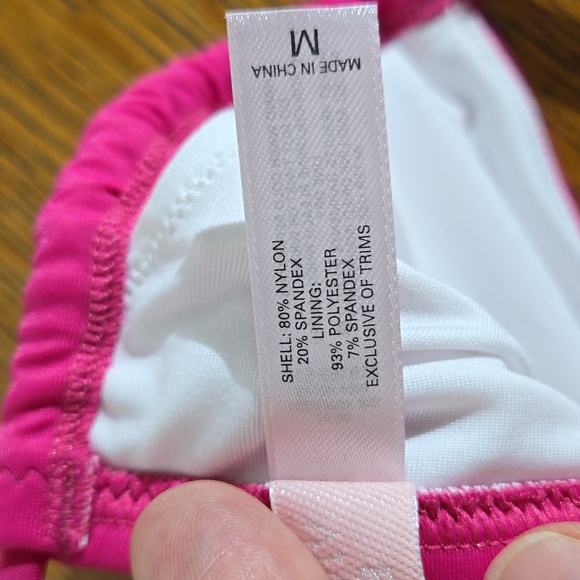 M
MADE IN CHINA
SHELL: 80% NYLON
20% SPANDEX
LINING:
93% POLYESTER
7% SPANDEX
EXCLUSIVE OF TRIMS